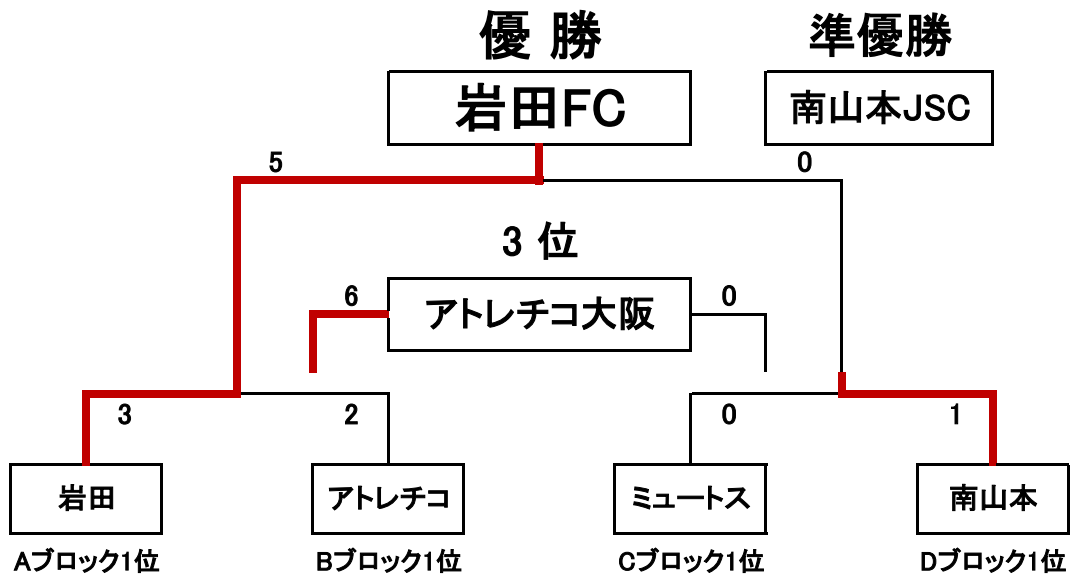 優 勝
準優勝
岩田FC
南山本JSC
5
0
3 位
6
アトレチコ大阪
0
3
2
0
1
岩田
アトレチコ
ミュートス
南山本
Aブロック1位
Bブロック1位
Cブロック1位
Dブロック1位